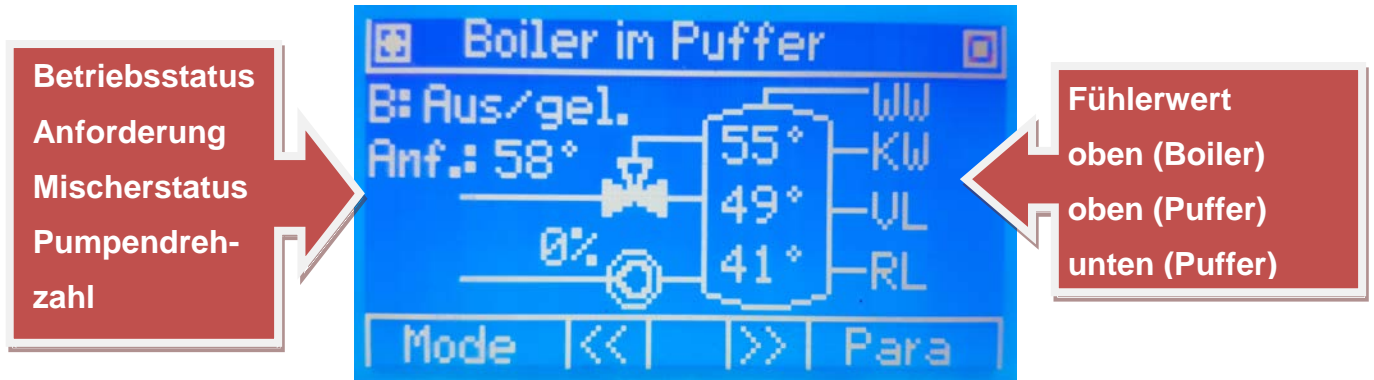 Betriebsstatus
Anforderung
Mischerstatus
Pumpendreh-
zahl
Boiler in Puffer
B: Aus/gel.
Anf.: 58°
0%
55°
49°
41°
WW
KW
VL
RL
Mode << >> Para
Fühlerwert
oben (Boiler)
oben (Puffer)
unten (Puffer)